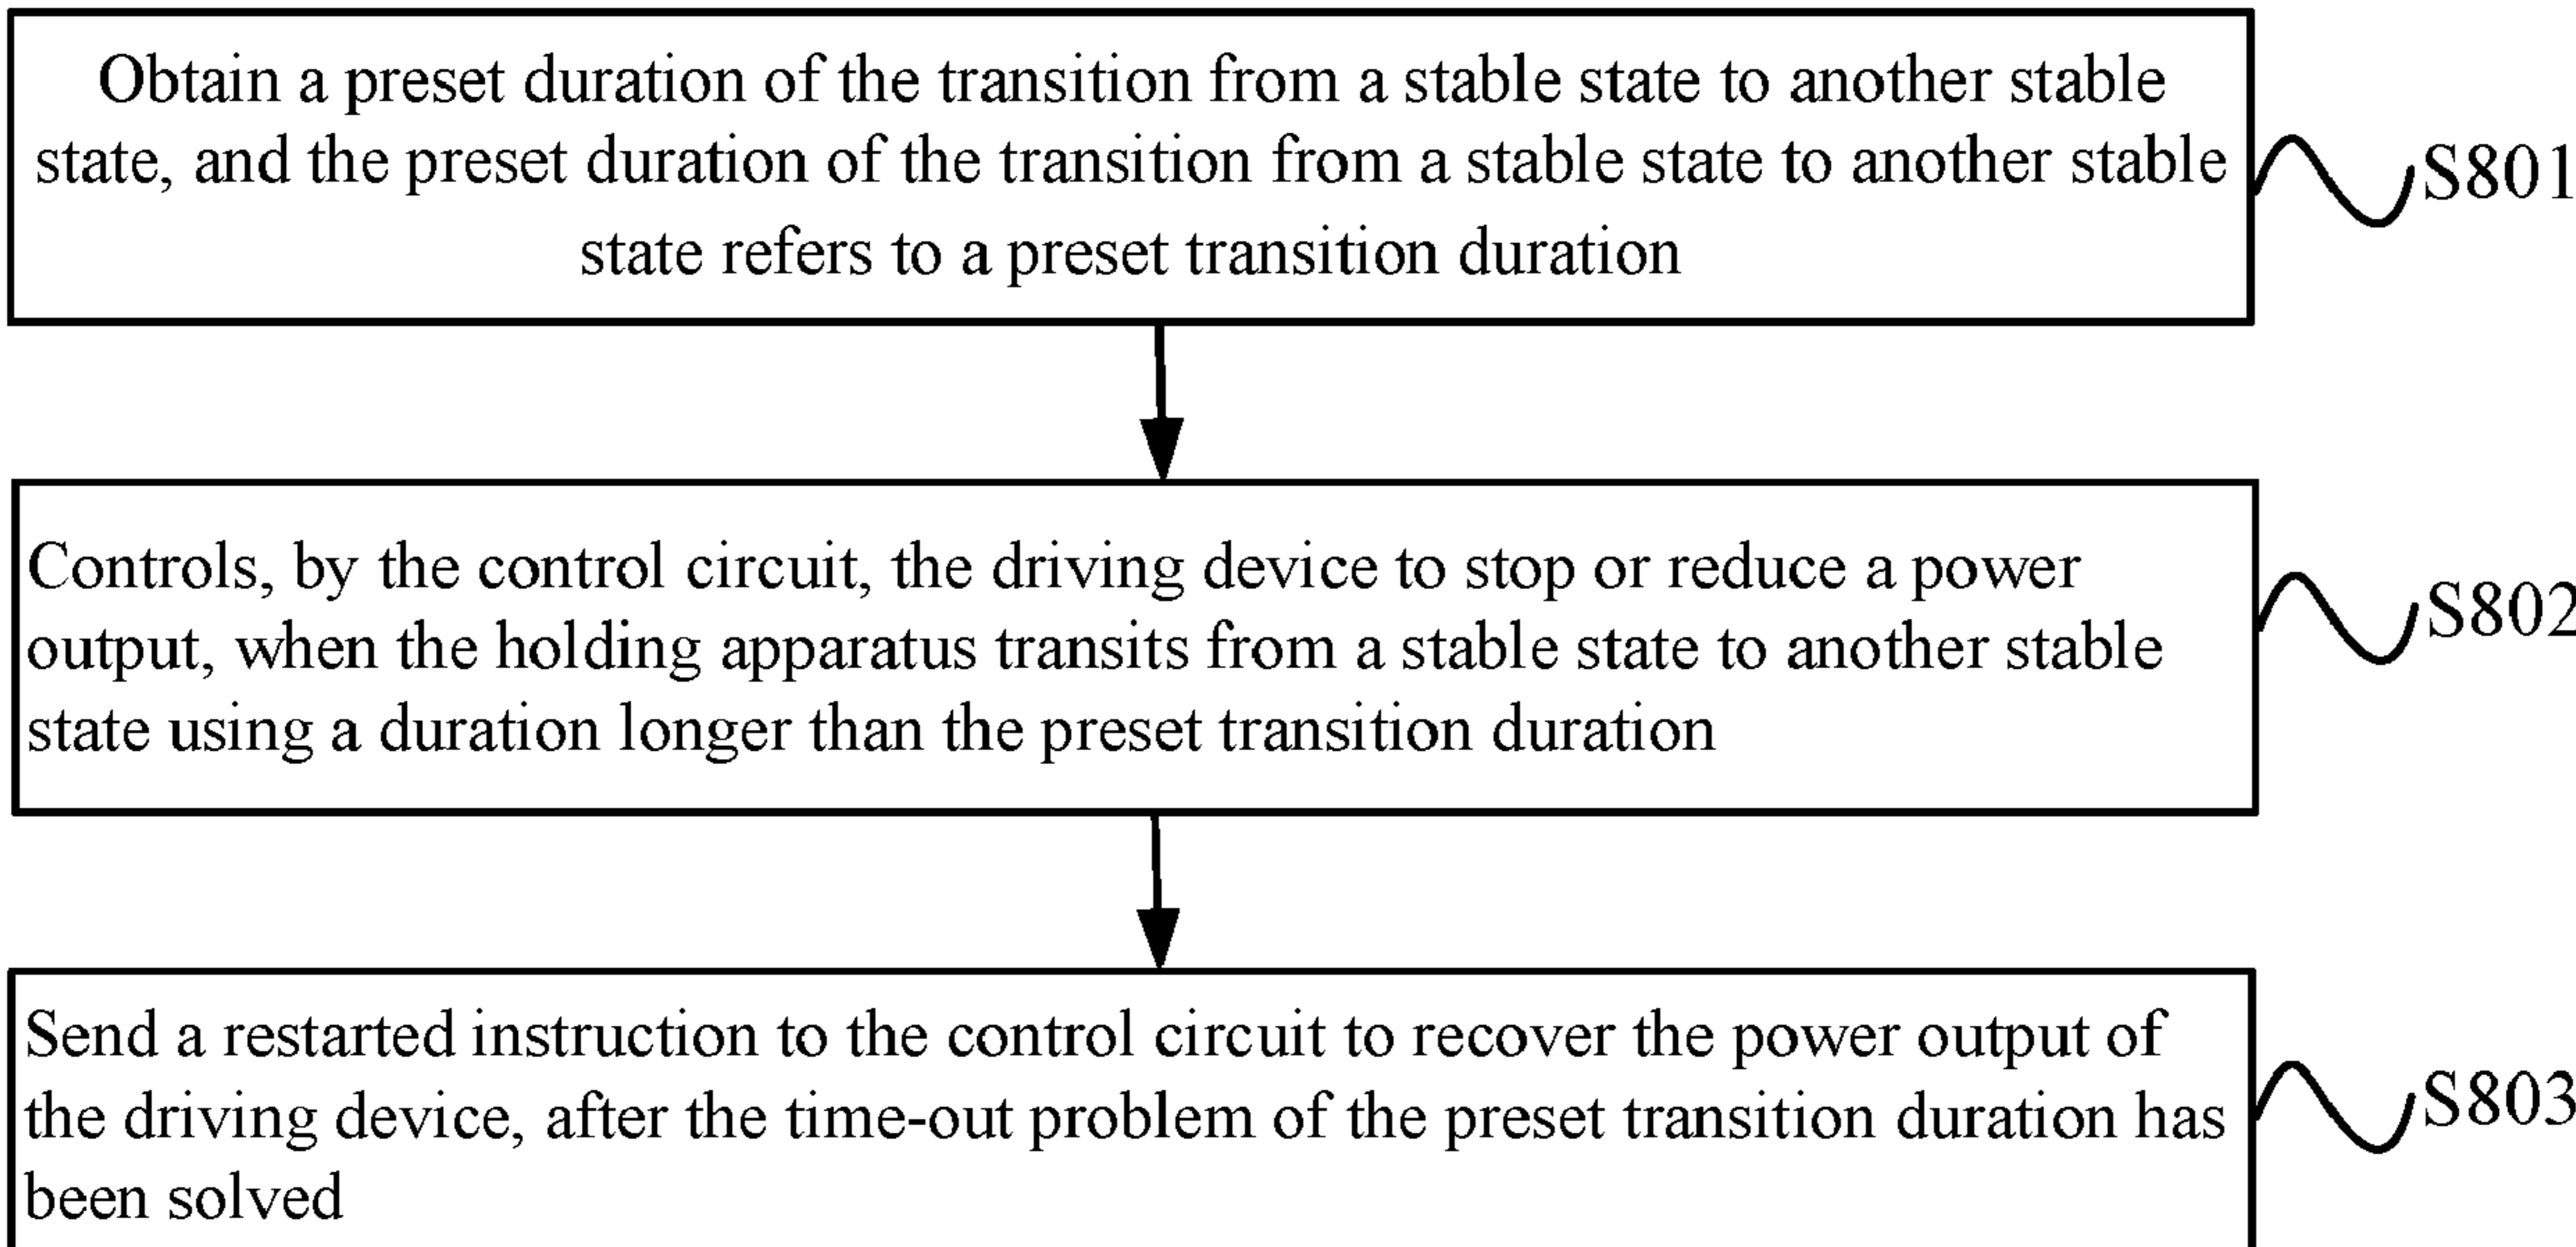 Obtain a preset duration of the transition from a stable state to another stable
state, and the preset duration of the transition from a stable state to another stable
state refers to a preset transition duration
S801
Controls, by the control circuit, the driving device to stop or reduce a power
output, when the holding apparatus transits from a stable state to another stable
state using a duration longer than the preset transition duration
S802
Send a restarted instruction to the control circuit to recover the power output of
the driving device, after the time-out problem of the preset transition duration has
been solved
S803